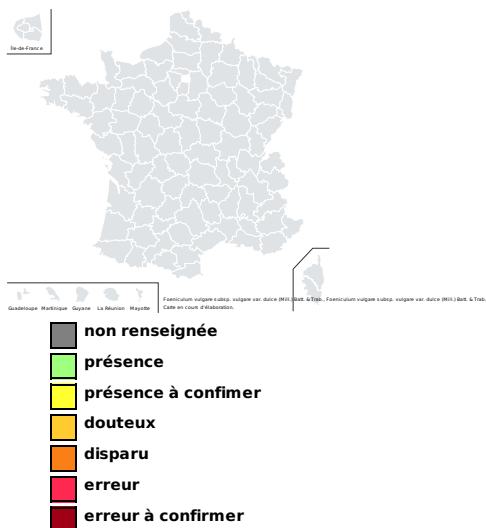 Île-de-France
Guadeloupe Martinique Guyane La Réunion Mayotte
Foeniculum vulgare subsp. vulgare var. dulce (Mill.) Batt. & Trab., Foeniculum vulgare subsp. vulgare var. dulce (Mill.) Batt. & Trab.
Carte en cours d'élaboration.
non renseignée
présence
présence à confimer
douteux
disparu
erreur
erreur à confirmer